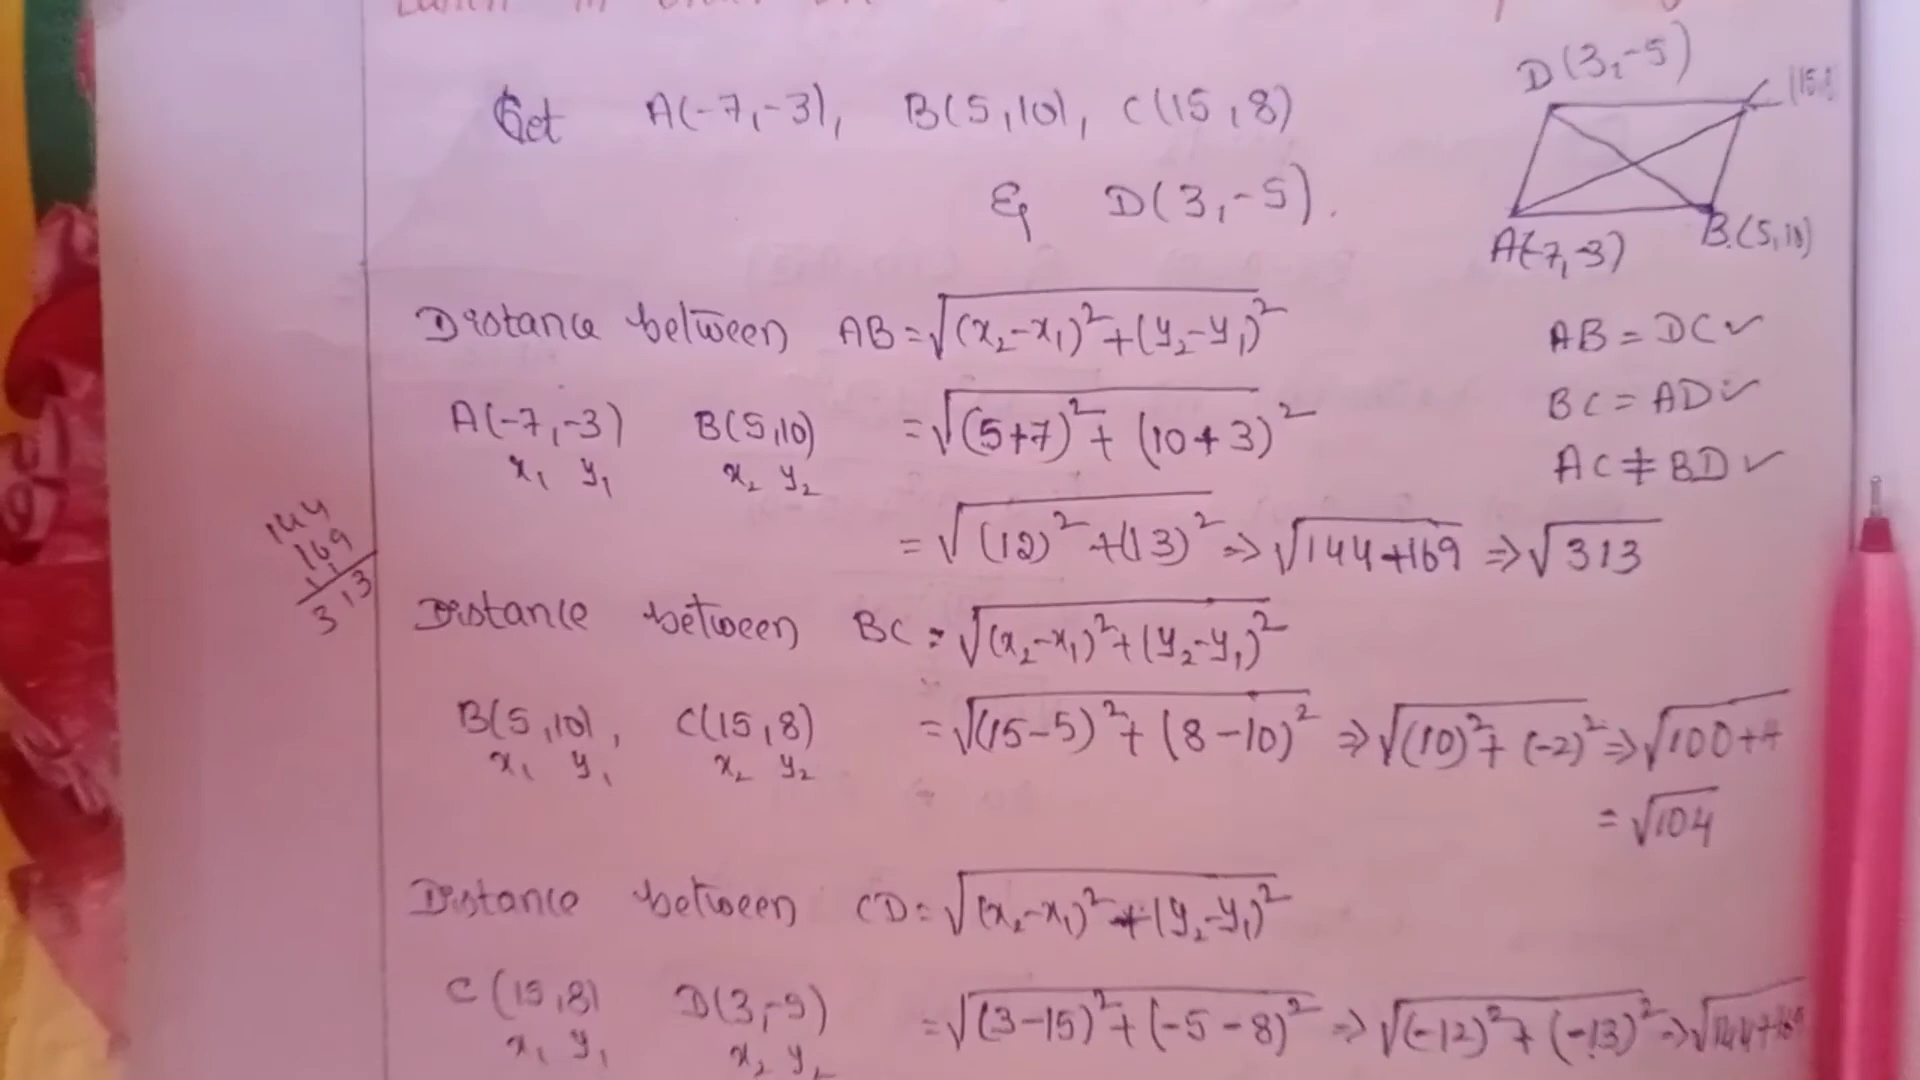 Let A(-7,-3), B(5,10), C(15,8)
& D(3,-5).
D(3,-5)
A(-7,-3)
B(5,10)
AB = DC ✓
BC = AD ✓
AC ≠ BD ✓
Distance between AB = √(x₂-x₁)²+(y₂-y₁)²
A(-7,-3) B(5,10) = √(5+7)²+(10+3)²
x₁ y₁ x₂ y₂
= √(12)²+(13)² ⇒ √144+169 ⇒ √313
144
169
11
313
Distance between BC = √(x₂-x₁)²+(y₂-y₁)²
B(5,10), C(15,8) = √(15-5)²+(8-10)² ⇒ √(10)²+(-2)² ⇒ √100+4
x₁ y₁ x₂ y₂
= √104
Distance between CD = √(x₂-x₁)²+(y₂-y₁)²
C(15,8) D(3,-5) = √(3-15)²+(-5-8)² ⇒ √(-12)²+(-13)² ⇒ √144+169
x₁ y₁ x₂ y₂